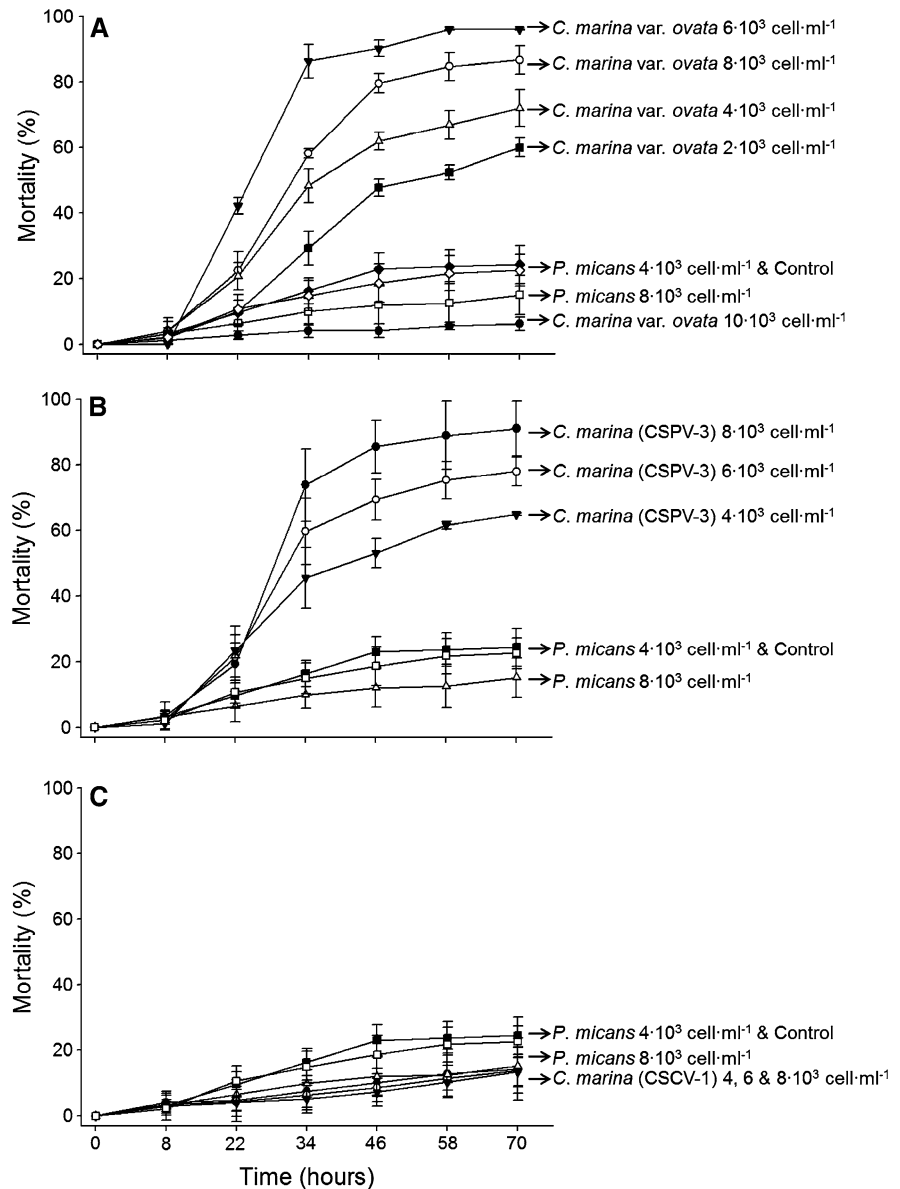 A
100
80
60
40
20
0
Mortality (%)
C. marina var. ovata 6·10³ cell·ml⁻¹
C. marina var. ovata 8·10³ cell·ml⁻¹
C. marina var. ovata 4·10³ cell·ml⁻¹
C. marina var. ovata 2·10³ cell·ml⁻¹
P. micans 4·10³ cell·ml⁻¹ & Control
P. micans 8·10³ cell·ml⁻¹
C. marina var. ovata 10·10³ cell·ml⁻¹
B
100
80
60
40
20
0
Mortality (%)
C. marina (CSPV-3) 8·10³ cell·ml⁻¹
C. marina (CSPV-3) 6·10³ cell·ml⁻¹
C. marina (CSPV-3) 4·10³ cell·ml⁻¹
P. micans 4·10³ cell·ml⁻¹ & Control
P. micans 8·10³ cell·ml⁻¹
C
100
80
60
40
20
0
Mortality (%)
P. micans 4·10³ cell·ml⁻¹ & Control
P. micans 8·10³ cell·ml⁻¹
C. marina (CSCV-1) 4, 6 & 8·10³ cell·ml⁻¹
0 8 22 34 46 58 70
Time (hours)